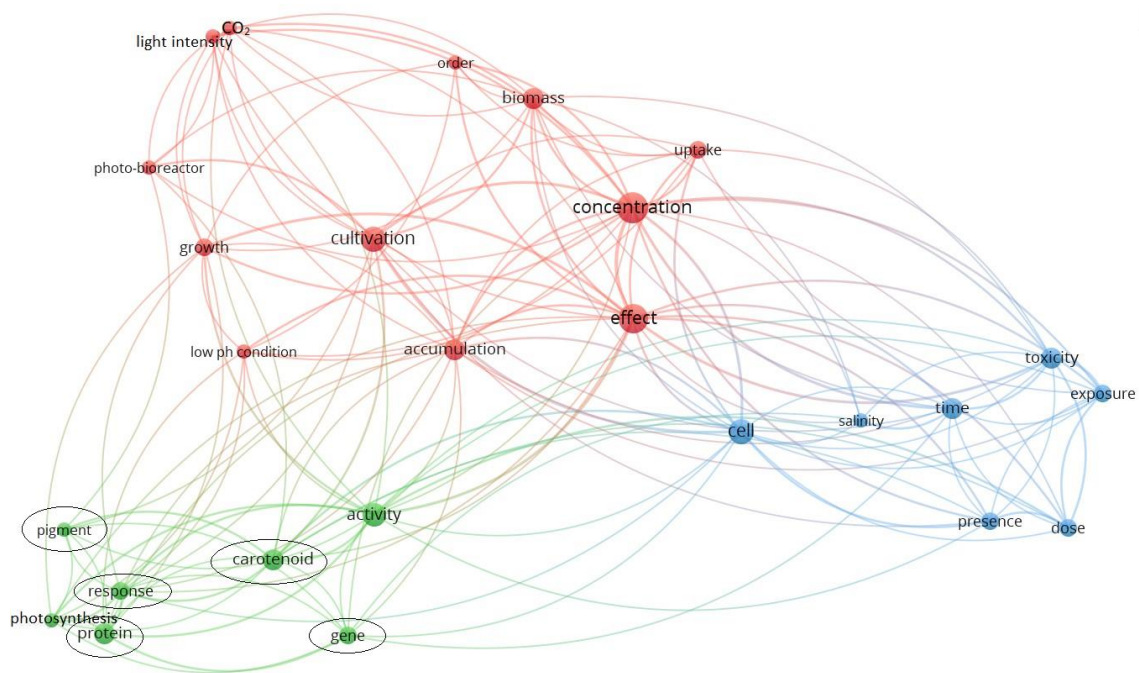 CO₂
light intensity
order
biomass
uptake
photo-bioreactor
concentration
cultivation
growth
effect
low ph condition
accumulation
toxicity
exposure
time
salinity
cell
activity
presence
dose
pigment
carotenoid
response
photosynthesis
protein
gene